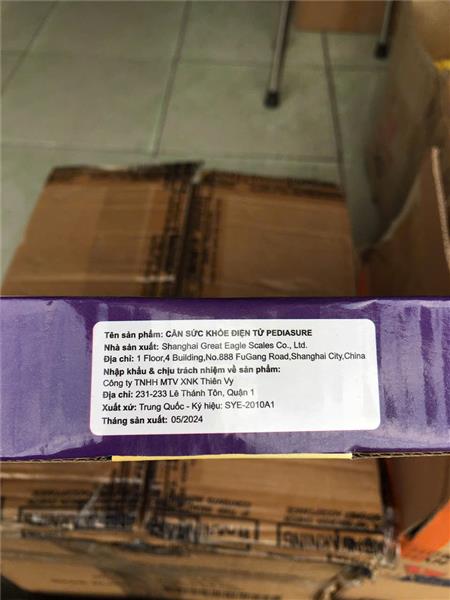 Tên sản phẩm: CÂN SỨC KHỎE ĐIỆN TỬ PEDIASURE
Nhà sản xuất: Shanghai Great Eagle Scales Co., Ltd.
Địa chỉ: 1 Floor,4 Building,No.888 FuGang Road,Shanghai City,China
Nhập khẩu & chịu trách nhiệm về sản phẩm:
Công ty TNHH MTV XNK Thiên Vy
Địa chỉ: 231-233 Lê Thánh Tôn, Quận 1
Xuất xứ: Trung Quốc - Ký hiệu: SYE-2010A1
Tháng sản xuất: 05/2024